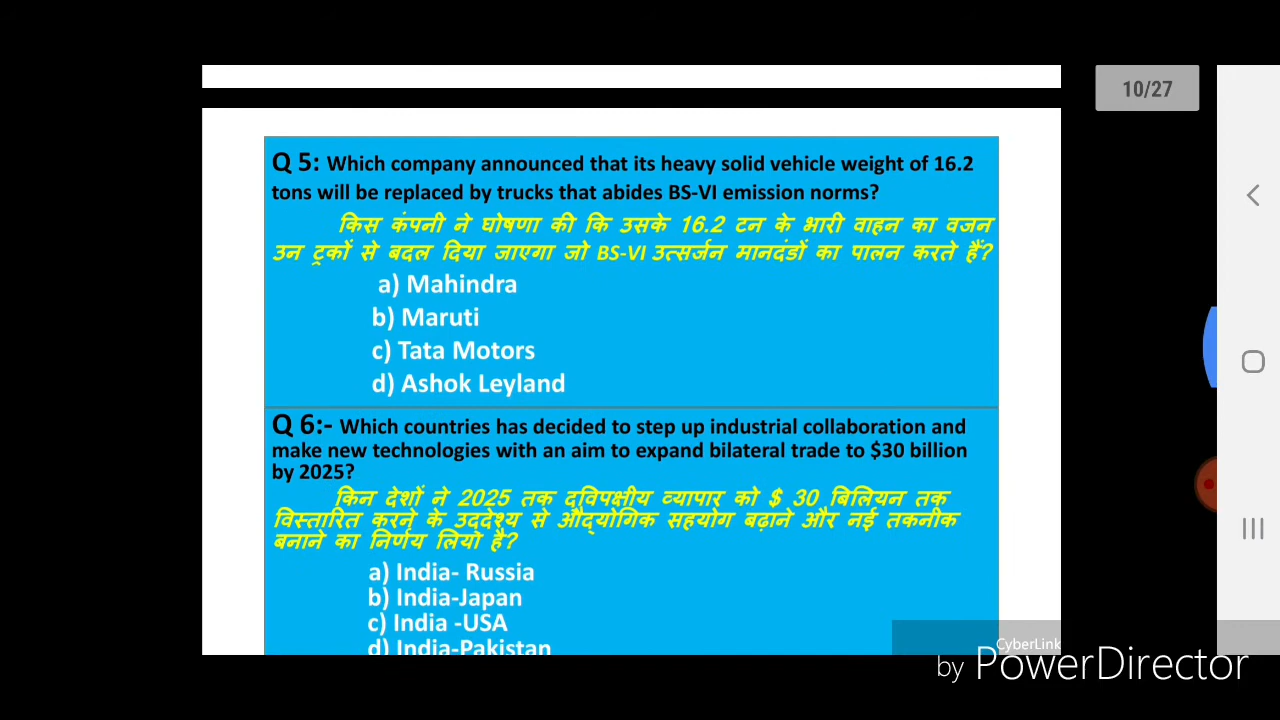 10/27
Q 5: Which company announced that its heavy solid vehicle weight of 16.2
tons will be replaced by trucks that abides BS-VI emission norms?
किस कंपनी ने घोषणा की कि उसके 16.2 टन के भारी वाहन का वजन
उन ट्रकों से बदल दिया जाएगा जो BS-VI उत्सर्जन मानदंडों का पालन करते हैं?
a) Mahindra
b) Maruti
c) Tata Motors
d) Ashok Leyland
Q 6:- Which countries has decided to step up industrial collaboration and
make new technologies with an aim to expand bilateral trade to $30 billion
by 2025?
किन देशों ने 2025 तक द्विपक्षीय व्यापार को $ 30 बिलियन तक
विस्तारित करने के उद्देश्य से औद्योगिक सहयोग बढ़ाने और नई तकनीक
बनाने का निर्णय लिया है?
a) India- Russia
b) India-Japan
c) India -USA
d) India-Pakistan
CyberLink
by PowerDirector